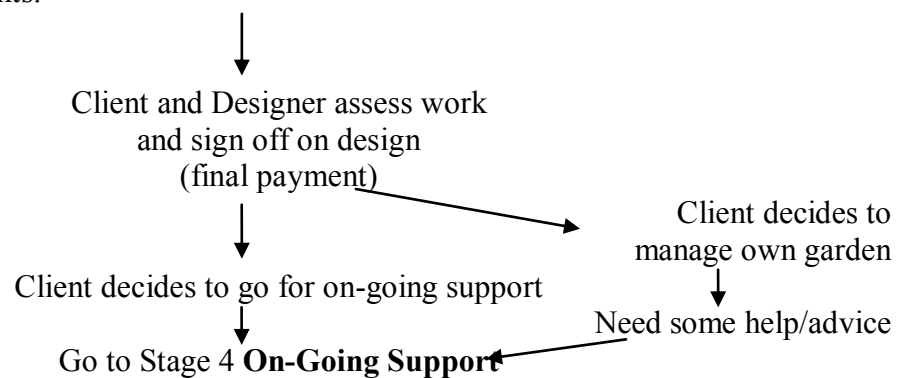 Client and Designer assess work
and sign off on design
(final payment)
Client decides to
manage own garden
Client decides to go for on-going support
Need some help/advice
Go to Stage 4 On-Going Support